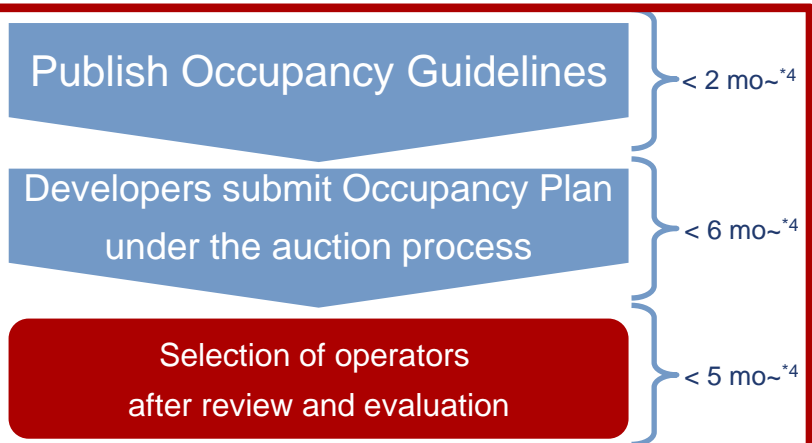 Publish Occupancy Guidelines
< 2 mo~*4
Developers submit Occupancy Plan
under the auction process
< 6 mo~*4
Selection of operators
after review and evaluation
< 5 mo~*4